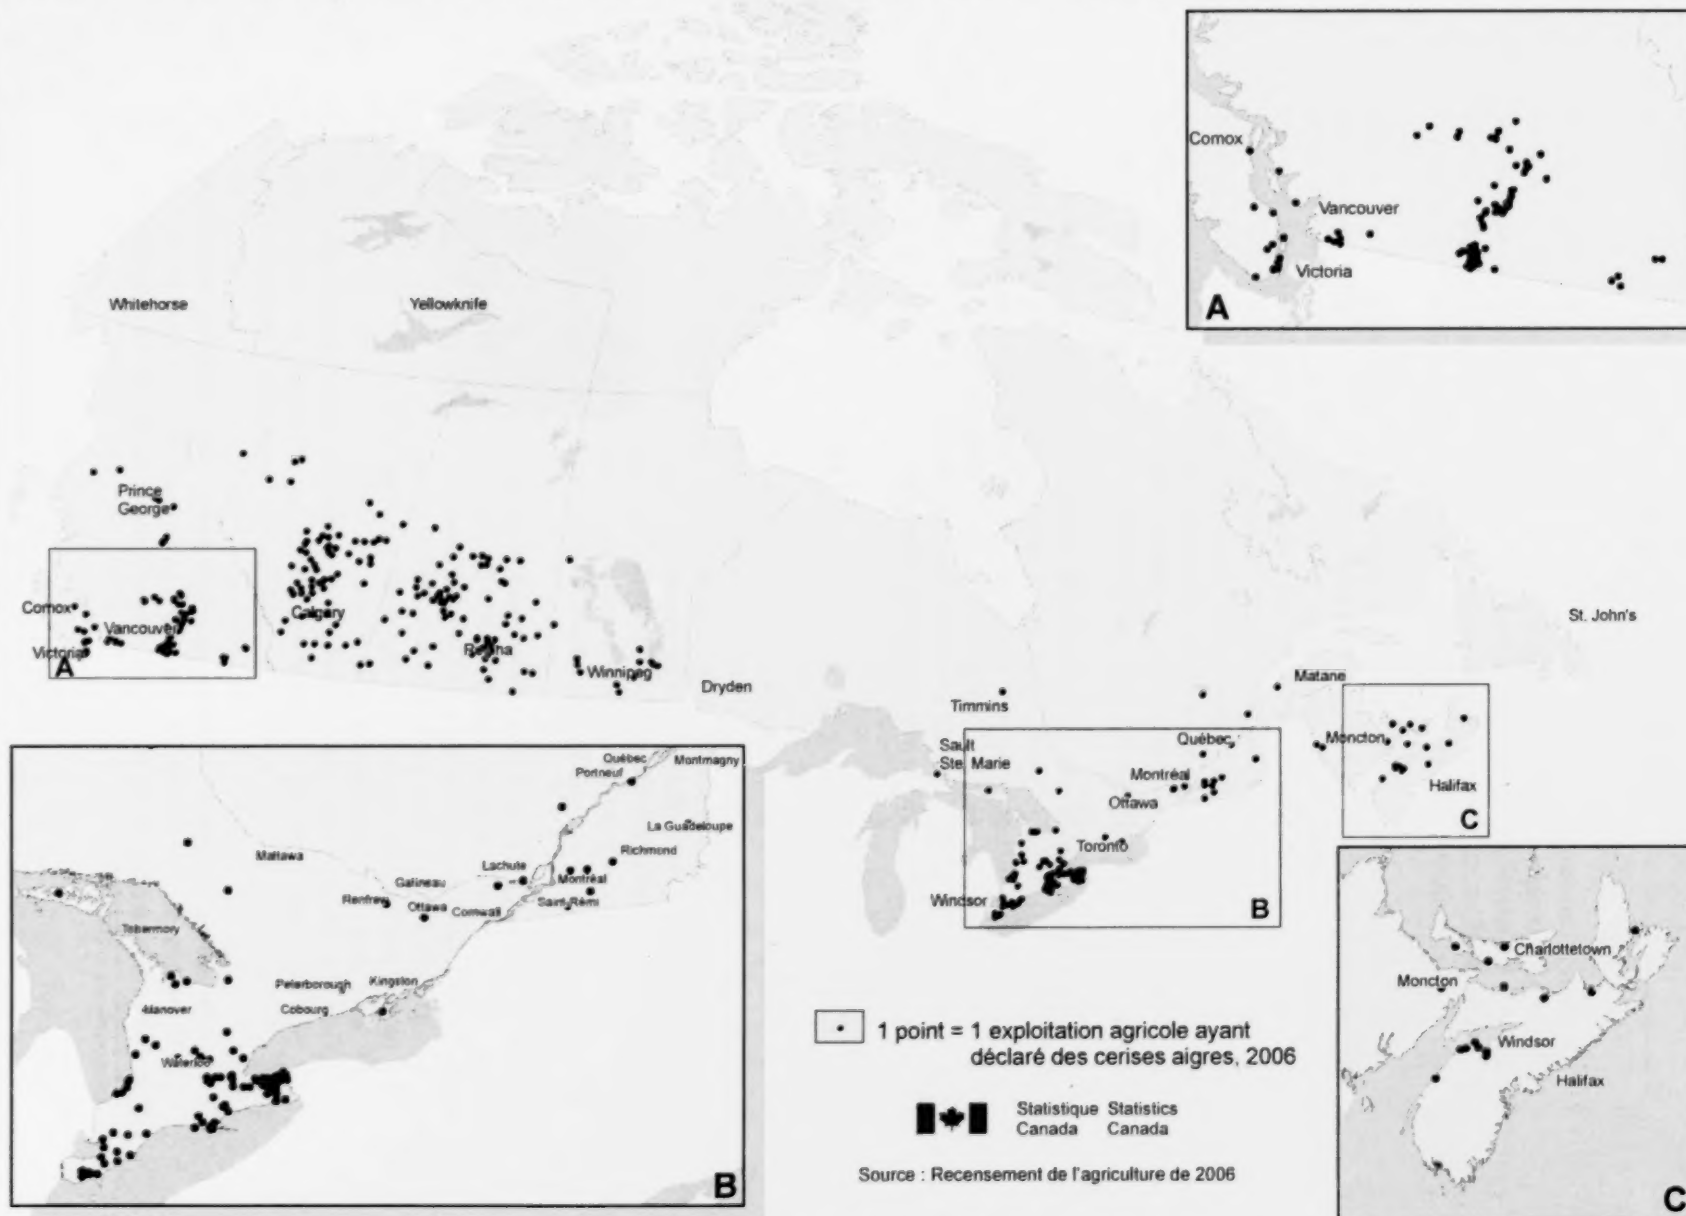 Whitehorse
Yellowknife
Prince
George
Comox
Vancouver
Victoria
A
Calgary
Regina
Winnipeg
Dryden
Timmins
Sault
Ste. Marie
Windsor
Toronto
Ottawa
Montréal
Québec
B
Matane
Moncton
Halifax
C
St. John's
Comox
Vancouver
Victoria
A
Québec
Montmagny
Portneuf
La Guadeloupe
Richmond
Mattawa
Lachute
Gatineau
Montréal
Renfrew
Ottawa
Cornwall
Saint-Rémi
Tobermory
Peterborough
Kingston
Hanover
Cobourg
Waterloo
B
Charlottetown
Moncton
Windsor
Halifax
C
1 point = 1 exploitation agricole ayant
déclaré des cerises aigres, 2006
Statistique Statistics
Canada Canada
Source : Recensement de l'agriculture de 2006